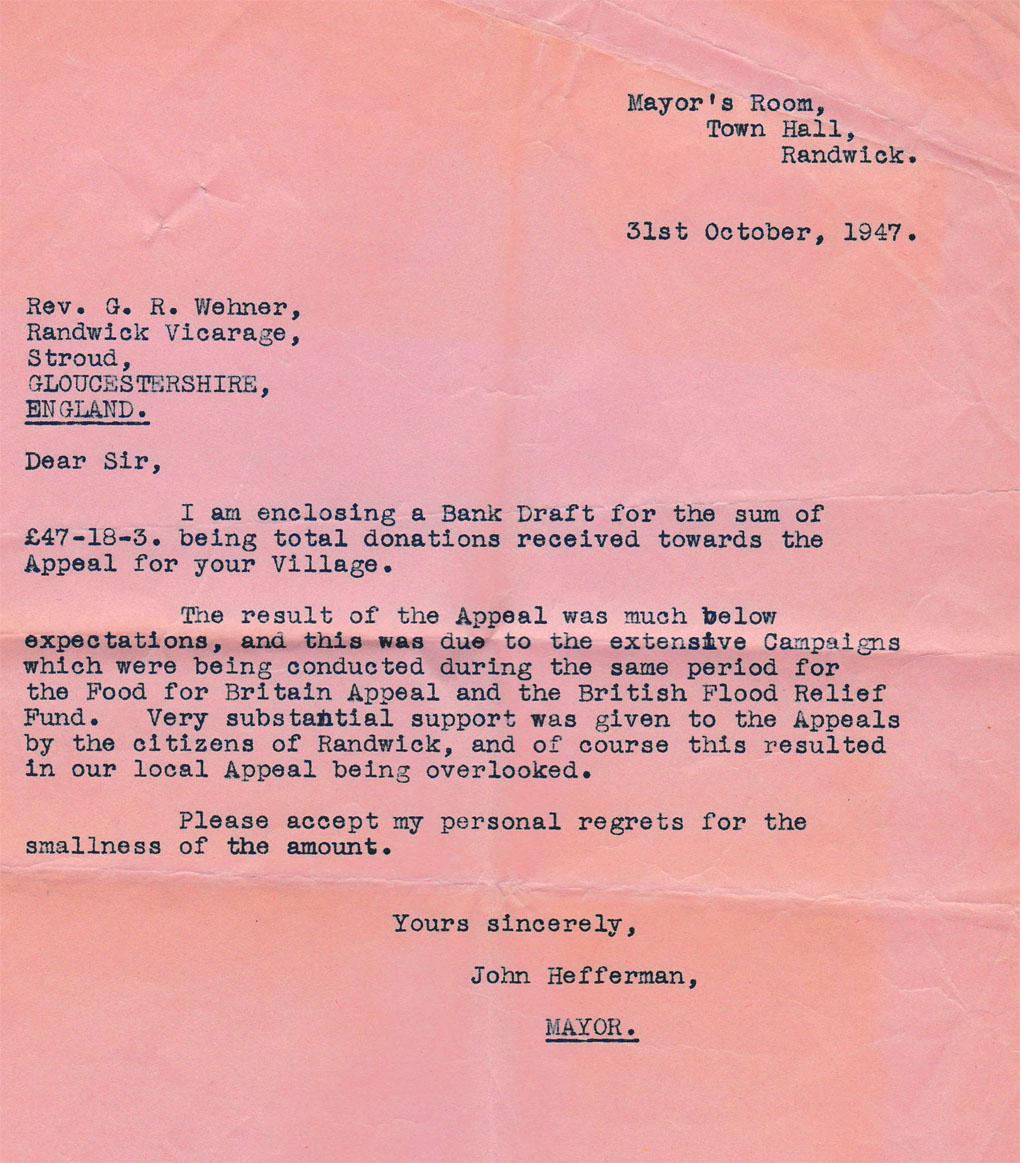 Mayor's Room,
Town Hall,
Randwick.
31st October, 1947.
Rev. G. R. Wehner,
Randwick Vicarage,
Stroud,
GLOUCESTERSHIRE,
ENGLAND.
Dear Sir,
I am enclosing a Bank Draft for the sum of
£47-18-3. being total donations received towards the
Appeal for your Village.
The result of the Appeal was much below
expectations, and this was due to the extensive Campaigns
which were being conducted during the same period for
the Food for Britain Appeal and the British Flood Relief
Fund. Very substantial support was given to the Appeals
by the citizens of Randwick, and of course this resulted
in our local Appeal being overlooked.
Please accept my personal regrets for the
smallness of the amount.
Yours sincerely,
John Hefferman,
MAYOR.